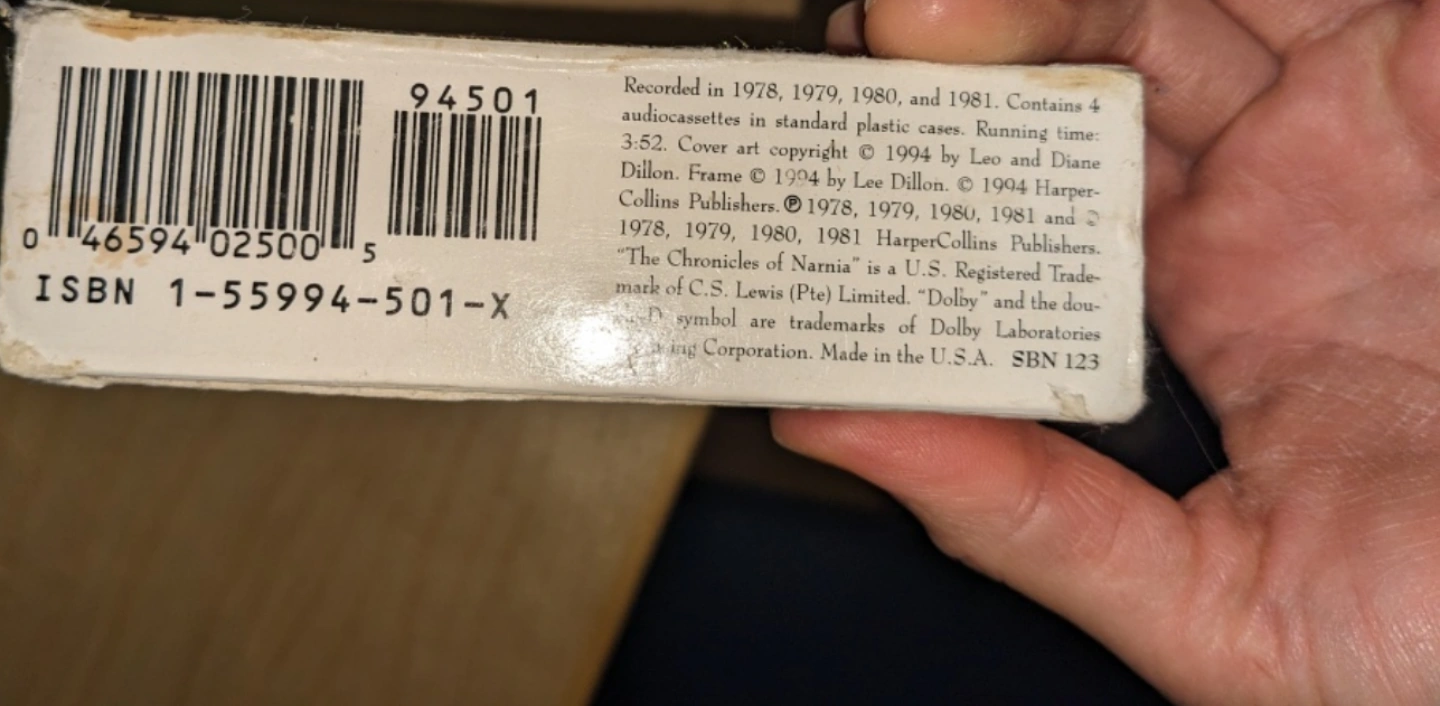 94501
0 46594 02500 5
ISBN 1-55994-501-X
Recorded in 1978, 1979, 1980, and 1981. Contains 4
audiocassettes in standard plastic cases. Running time:
3:52. Cover art copyright © 1994 by Leo and Diane
Dillon. Frame © 1994 by Lee Dillon. © 1994 Harper-
Collins Publishers. ℗ 1978, 1979, 1980, 1981 and
1978, 1979, 1980, 1981 HarperCollins Publishers.
"The Chronicles of Narnia" is a U.S. Registered Trade-
mark of C.S. Lewis (Pte) Limited. "Dolby" and the dou-
symbol are trademarks of Dolby Laboratories
Corporation. Made in the U.S.A. SBN 123